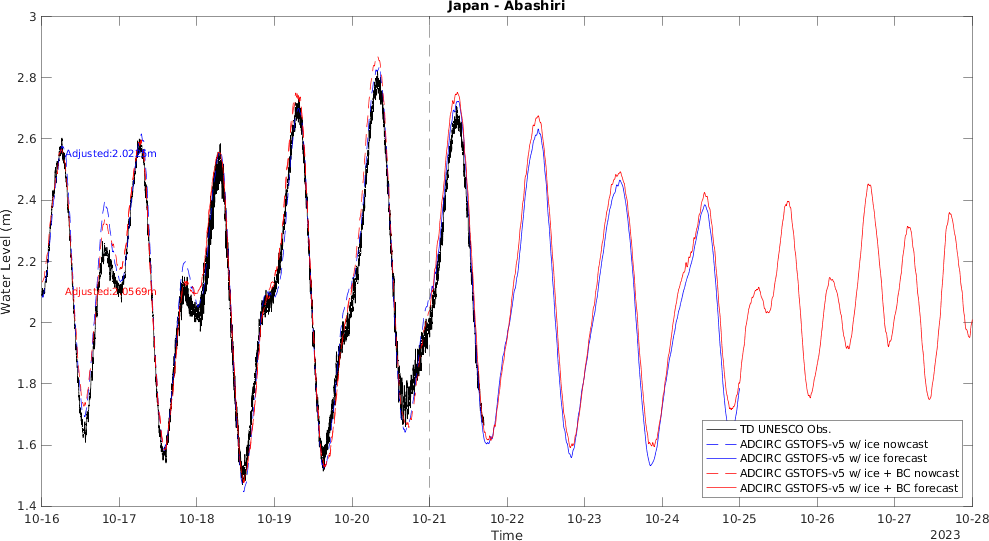 Japan - Abashiri
Water Level (m)
3
2.8
2.6
2.4
2.2
2
1.8
1.6
1.4
Adjusted:2.0225m
Adjusted:2.0569m
TD UNESCO Obs.
ADCIRC GSTOFS-v5 w/ ice nowcast
ADCIRC GSTOFS-v5 w/ ice forecast
ADCIRC GSTOFS-v5 w/ ice + BC nowcast
ADCIRC GSTOFS-v5 w/ ice + BC forecast
10-16 10-17 10-18 10-19 10-20 10-21 10-22 10-23 10-24 10-25 10-26 10-27 10-28
Time
2023